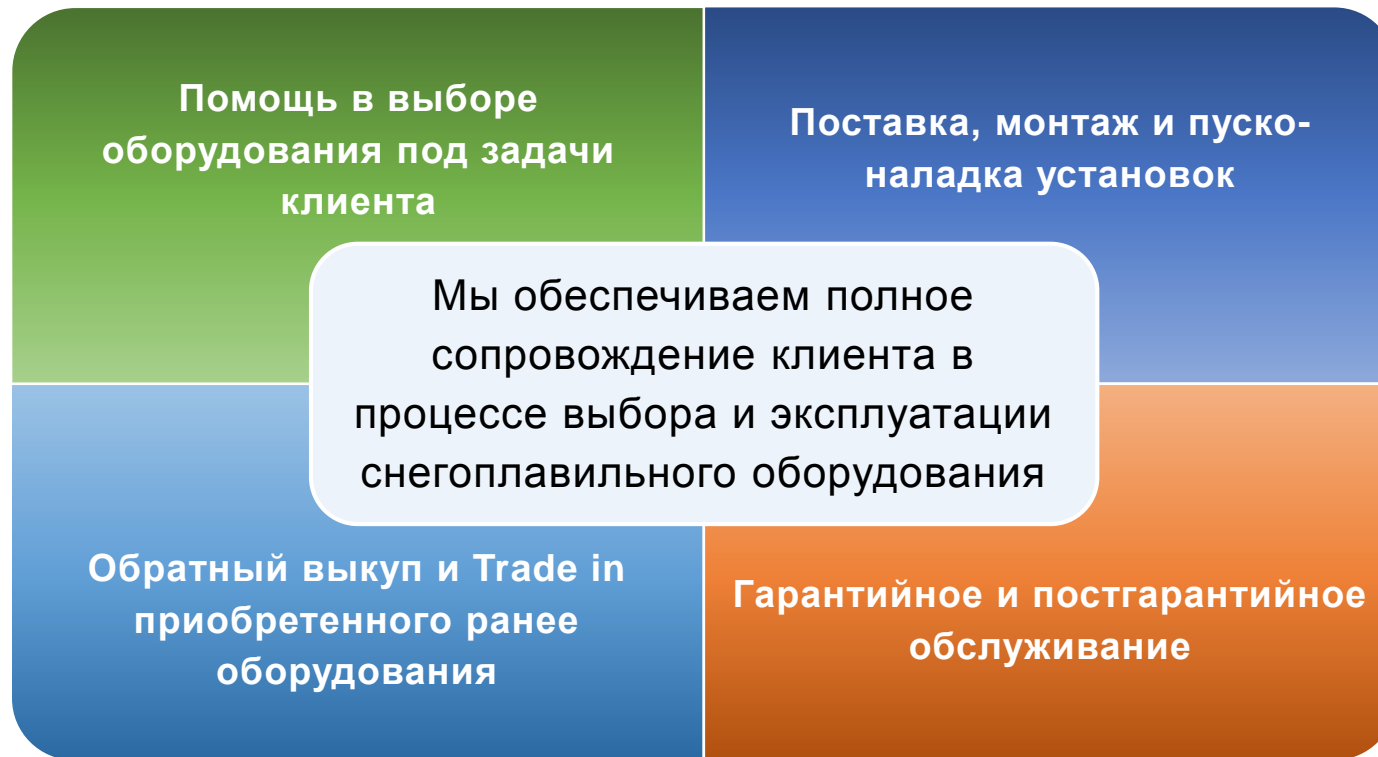 Помощь в выборе
оборудования под задачи
клиента
Поставка, монтаж и пуско-
наладка установок
Мы обеспечиваем полное
сопровождение клиента в
процессе выбора и эксплуатации
снегоплавильного оборудования
Обратный выкуп и Trade in
приобретенного ранее
оборудования
Гарантийное и постгарантийное
обслуживание